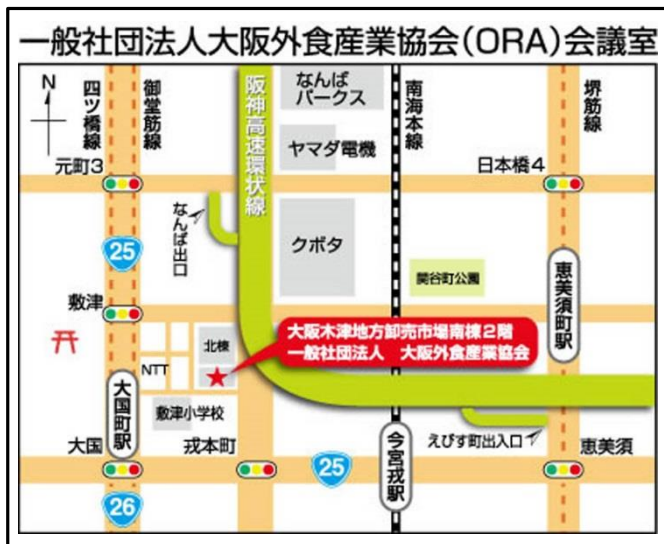 一般社団法人大阪外食産業協会（ORA）会議室
N
四ツ橋線
御堂筋線
阪神高速環状線
なんば
パークス
南海本線
堺筋線
ヤマダ電機
元町3
日本橋4
なんば出口
25
クボタ
関谷町公園
恵美須町駅
敷津
大阪木津地方卸売市場南棟2階
一般社団法人　大阪外食産業協会
北棟
NTT
大国町駅
敷津小学校
大国
戎本町
25
今宮戎駅
えびす町出入口
恵美須
26